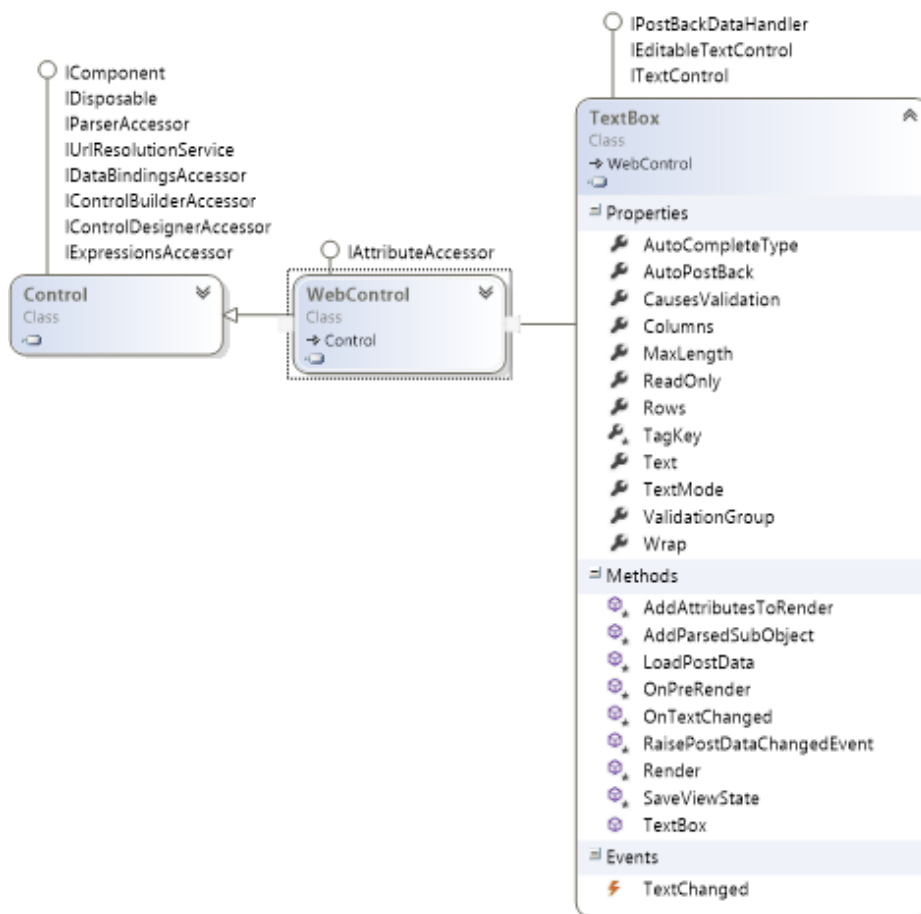 IComponent
IDisposable
IParserAccessor
IUrlResolutionService
IDataBindingsAccessor
IControlBuilderAccessor
IControlDesignerAccessor
IExpressionsAccessor
Control
Class
IAttributeAccessor
WebControl
Class
Control
IPostBackDataHandler
IEditableTextControl
ITextControl
TextBox
Class
WebControl
Properties
AutoCompleteType
AutoPostBack
CausesValidation
Columns
MaxLength
ReadOnly
Rows
TagKey
Text
TextMode
ValidationGroup
Wrap
Methods
AddAttributesToRender
AddParsedSubObject
LoadPostData
OnPreRender
OnTextChanged
RaisePostDataChangedEvent
Render
SaveViewState
TextBox
Events
TextChanged